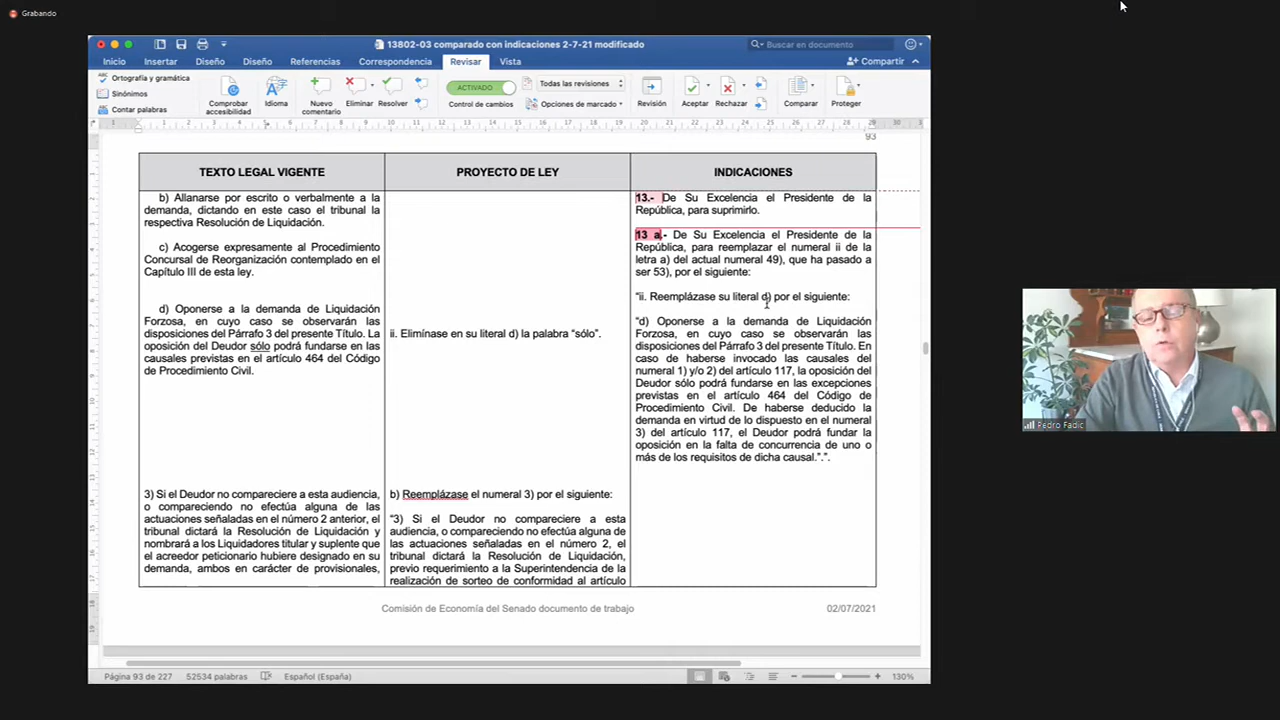 Grabando
13802-03 comparado con indicaciones 2-7-21 modificado
Buscar en documento
Inicio Insertar Diseño Diseño Referencias Correspondencia Revisar Vista
Compartir
Ortografía y gramática
Sinónimos
Contar palabras
Comprobar
accesibilidad
Idioma
Nuevo
comentario
Eliminar
Resolver
ACTIVADO
Control de cambios
Todas las revisiones
Opciones de marcado
Revisión
Aceptar
Rechazar
Comparar
Proteger
93
TEXTO LEGAL VIGENTE
b) Allanarse por escrito o verbalmente a la
demanda, dictando en este caso el tribunal la
respectiva Resolución de Liquidación.
c) Acogerse expresamente al Procedimiento
Concursal de Reorganización contemplado en el
Capítulo III de esta ley.
d) Oponerse a la demanda de Liquidación
Forzosa, en cuyo caso se observarán las
disposiciones del Párrafo 3 del presente Título. La
oposición del Deudor sólo podrá fundarse en las
causales previstas en el artículo 464 del Código
de Procedimiento Civil.
3) Si el Deudor no compareciere a esta audiencia,
o compareciendo no efectúa alguna de las
actuaciones señaladas en el número 2 anterior, el
tribunal dictará la Resolución de Liquidación y
nombrará a los Liquidadores titular y suplente que
el acreedor peticionario hubiere designado en su
demanda, ambos en carácter de provisionales,
PROYECTO DE LEY
ii. Elimínase en su literal d) la palabra “sólo”.
b) Reemplázase el numeral 3) por el siguiente:
“3) Si el Deudor no compareciere a esta
audiencia, o compareciendo no efectúa alguna de
las actuaciones señaladas en el número 2, el
tribunal dictará la Resolución de Liquidación,
previo requerimiento a la Superintendencia de la
realización de sorteo de conformidad al artículo
INDICACIONES
13.- De Su Excelencia el Presidente de la
República, para suprimirlo.
13 a.- De Su Excelencia el Presidente de la
República, para reemplazar el numeral ii de la
letra a) del actual numeral 49), que ha pasado a
ser 53), por el siguiente:
“ii. Reemplázase su literal d) por el siguiente:
“d) Oponerse a la demanda de Liquidación
Forzosa, en cuyo caso se observarán las
disposiciones del Párrafo 3 del presente Título. En
caso de haberse invocado las causales del
numeral 1) y/o 2) del artículo 117, la oposición del
Deudor sólo podrá fundarse en las excepciones
previstas en el artículo 464 del Código de
Procedimiento Civil. De haberse deducido la
demanda en virtud de lo dispuesto en el numeral
3) del artículo 117, el Deudor podrá fundar la
oposición en la falta de concurrencia de uno o
más de los requisitos de dicha causal.”.”.
Comisión de Economía del Senado documento de trabajo
02/07/2021
Página 93 de 227
52534 palabras
Español (España)
130%
Pedro Fadic